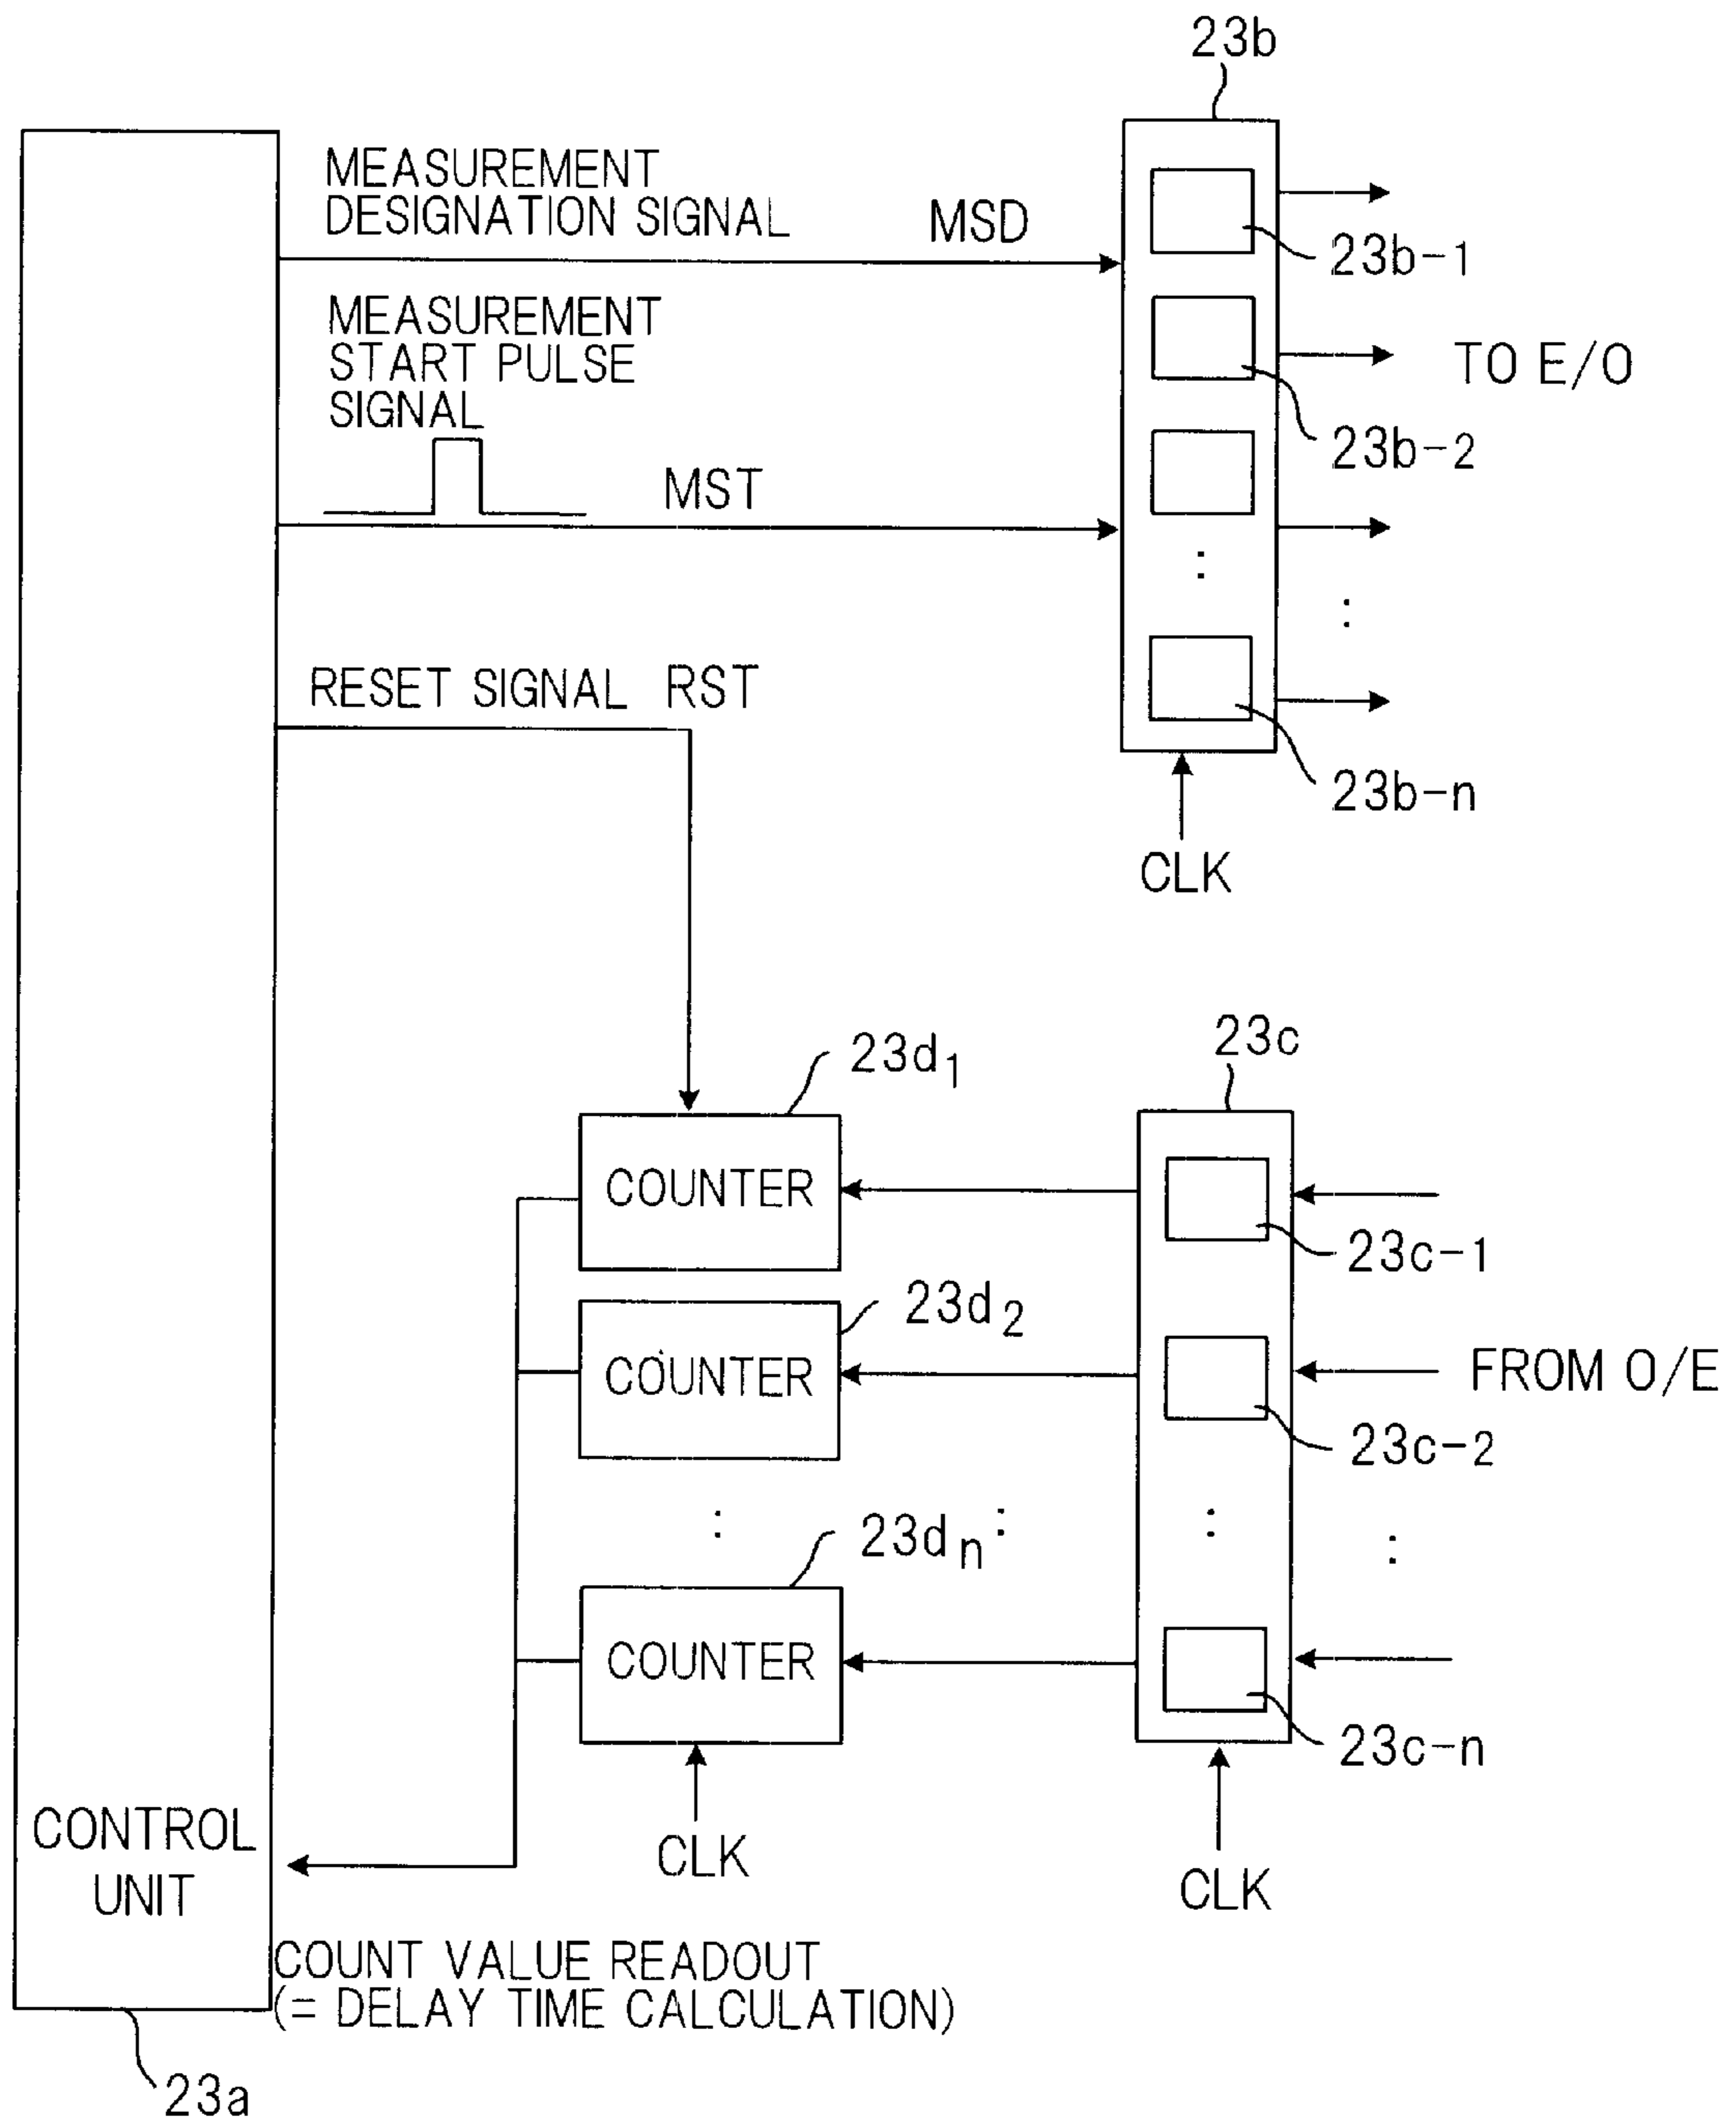 23b
MEASUREMENT
DESIGNATION SIGNAL MSD
23b-1
MEASUREMENT
START PULSE
SIGNAL
TO E/O
23b-2
MST
RESET SIGNAL RST
23b-n
CLK
23d1
23c
COUNTER
23c-1
23d2
COUNTER
FROM O/E
23c-2
23dn
COUNTER
23c-n
CONTROL
UNIT
CLK
CLK
COUNT VALUE READOUT
(= DELAY TIME CALCULATION)
23a